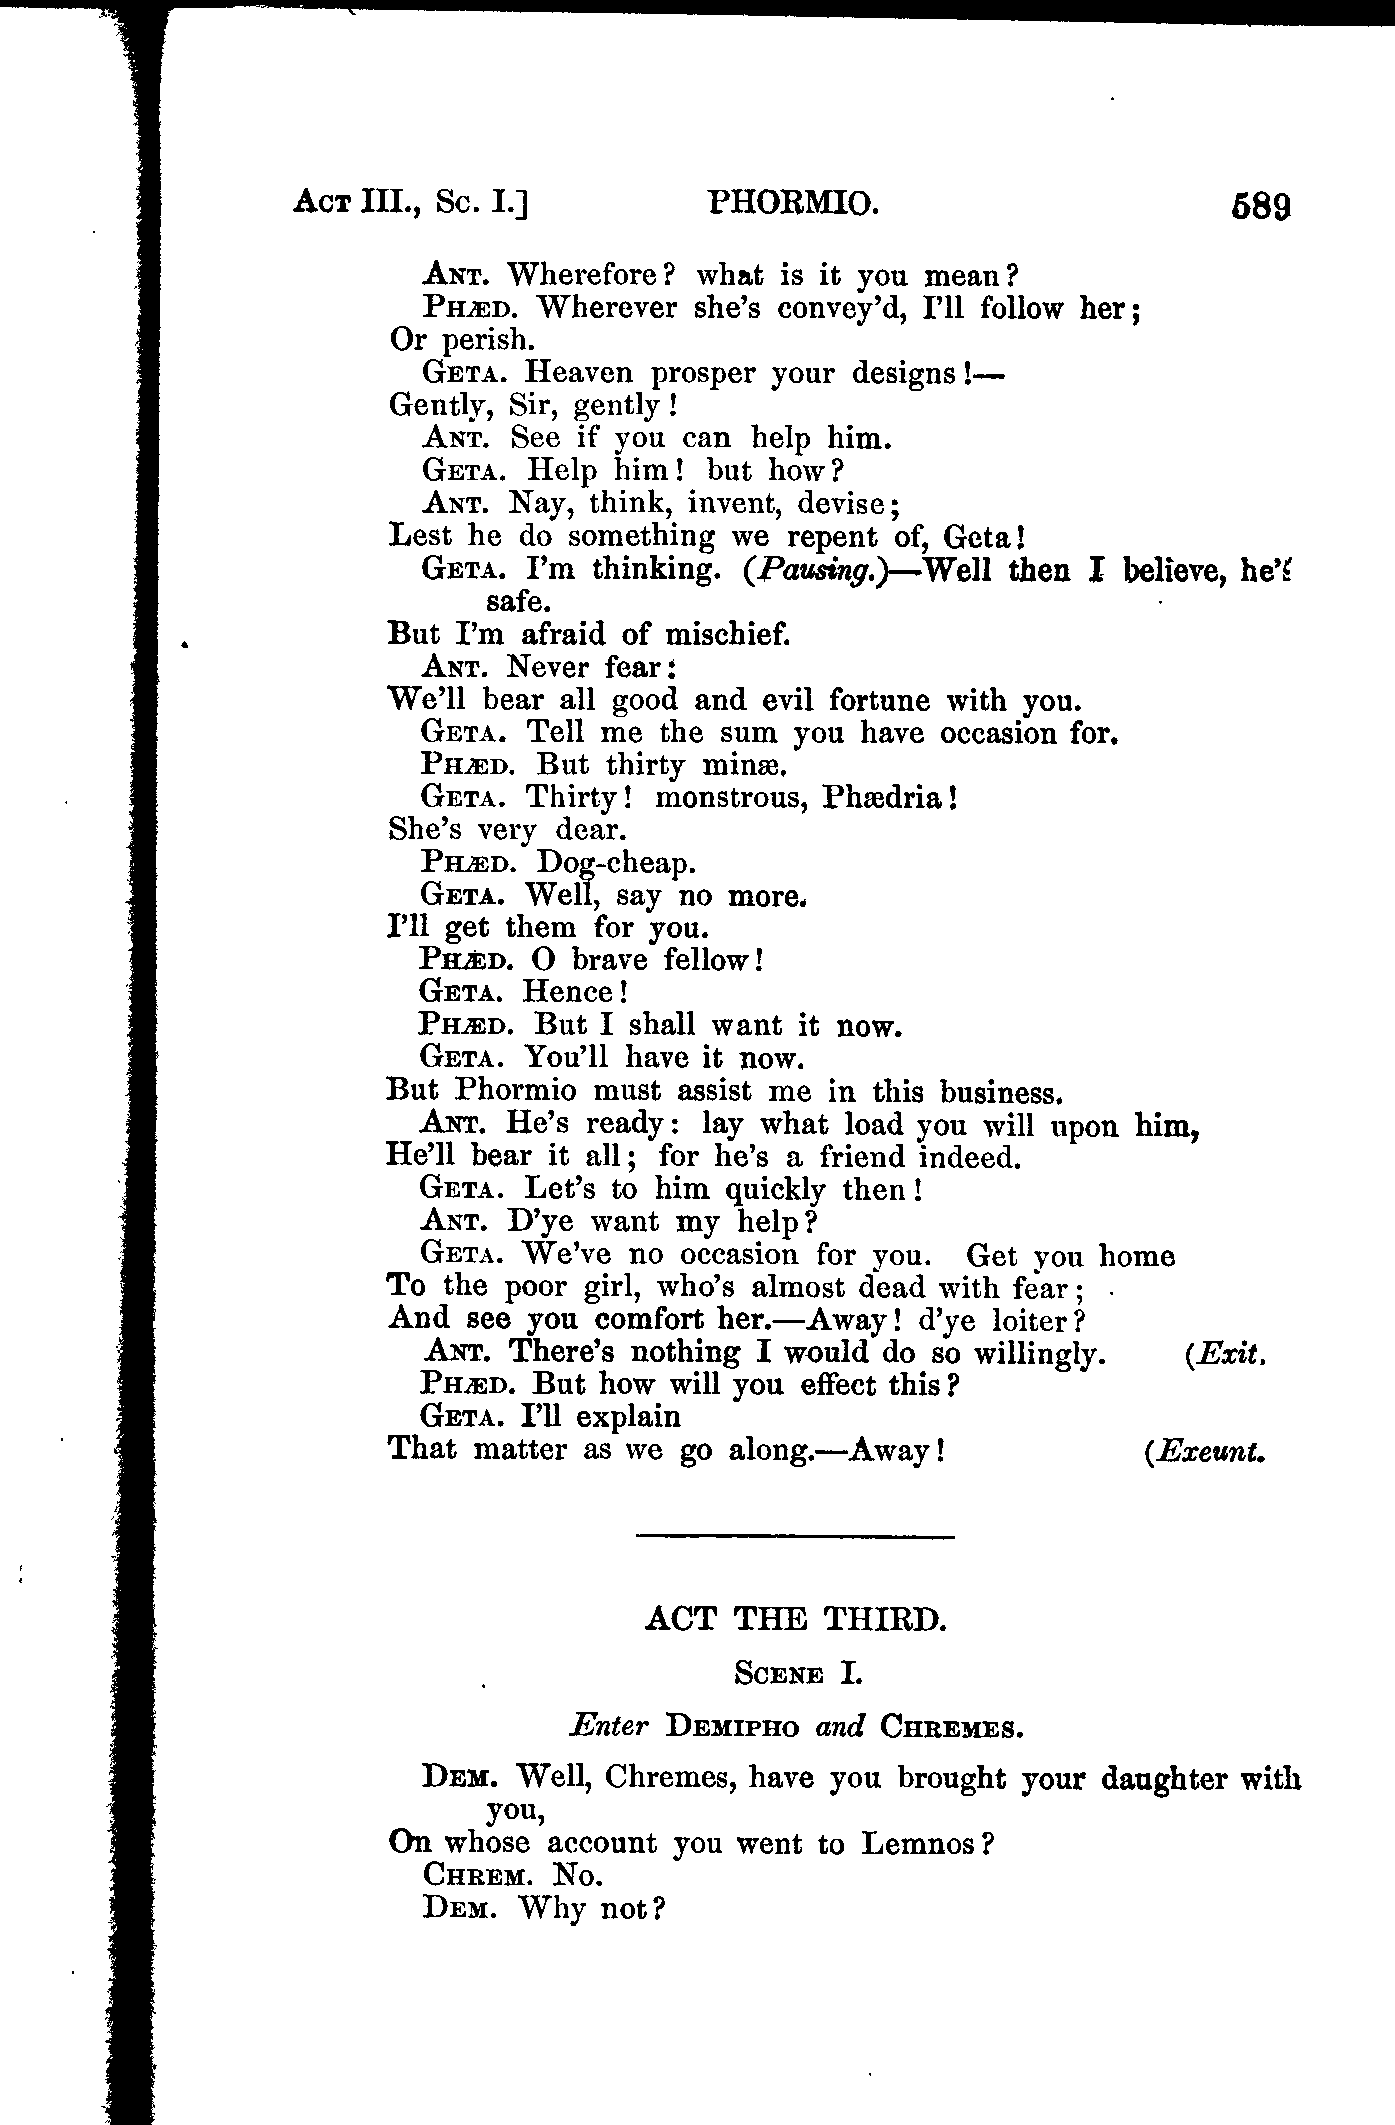 ACT III., Sc. I.] PHORMIO. 589
ANT. Wherefore? what is it you mean?
PHÆD. Wherever she's convey'd, I'll follow her;
Or perish.
GETA. Heaven prosper your designs!—
Gently, Sir, gently!
ANT. See if you can help him.
GETA. Help him! but how?
ANT. Nay, think, invent, devise;
Lest he do something we repent of, Geta!
GETA. I'm thinking. (Pausing.)—Well then I believe, he's
safe.
But I'm afraid of mischief.
ANT. Never fear:
We'll bear all good and evil fortune with you.
GETA. Tell me the sum you have occasion for.
PHÆD. But thirty minæ.
GETA. Thirty! monstrous, Phædria!
She's very dear.
PHÆD. Dog-cheap.
GETA. Well, say no more.
I'll get them for you.
PHÆD. O brave fellow!
GETA. Hence!
PHÆD. But I shall want it now.
GETA. You'll have it now.
But Phormio must assist me in this business.
ANT. He's ready: lay what load you will upon him,
He'll bear it all; for he's a friend indeed.
GETA. Let's to him quickly then!
ANT. D'ye want my help?
GETA. We've no occasion for you. Get you home
To the poor girl, who's almost dead with fear;
And see you comfort her.—Away! d'ye loiter?
ANT. There's nothing I would do so willingly. (Exit.
PHÆD. But how will you effect this?
GETA. I'll explain
That matter as we go along.—Away! (Exeunt.
ACT THE THIRD.
SCENE I.
Enter DEMIPHO and CHREMES.
DEM. Well, Chremes, have you brought your daughter with
you,
On whose account you went to Lemnos?
CHREM. No.
DEM. Why not?